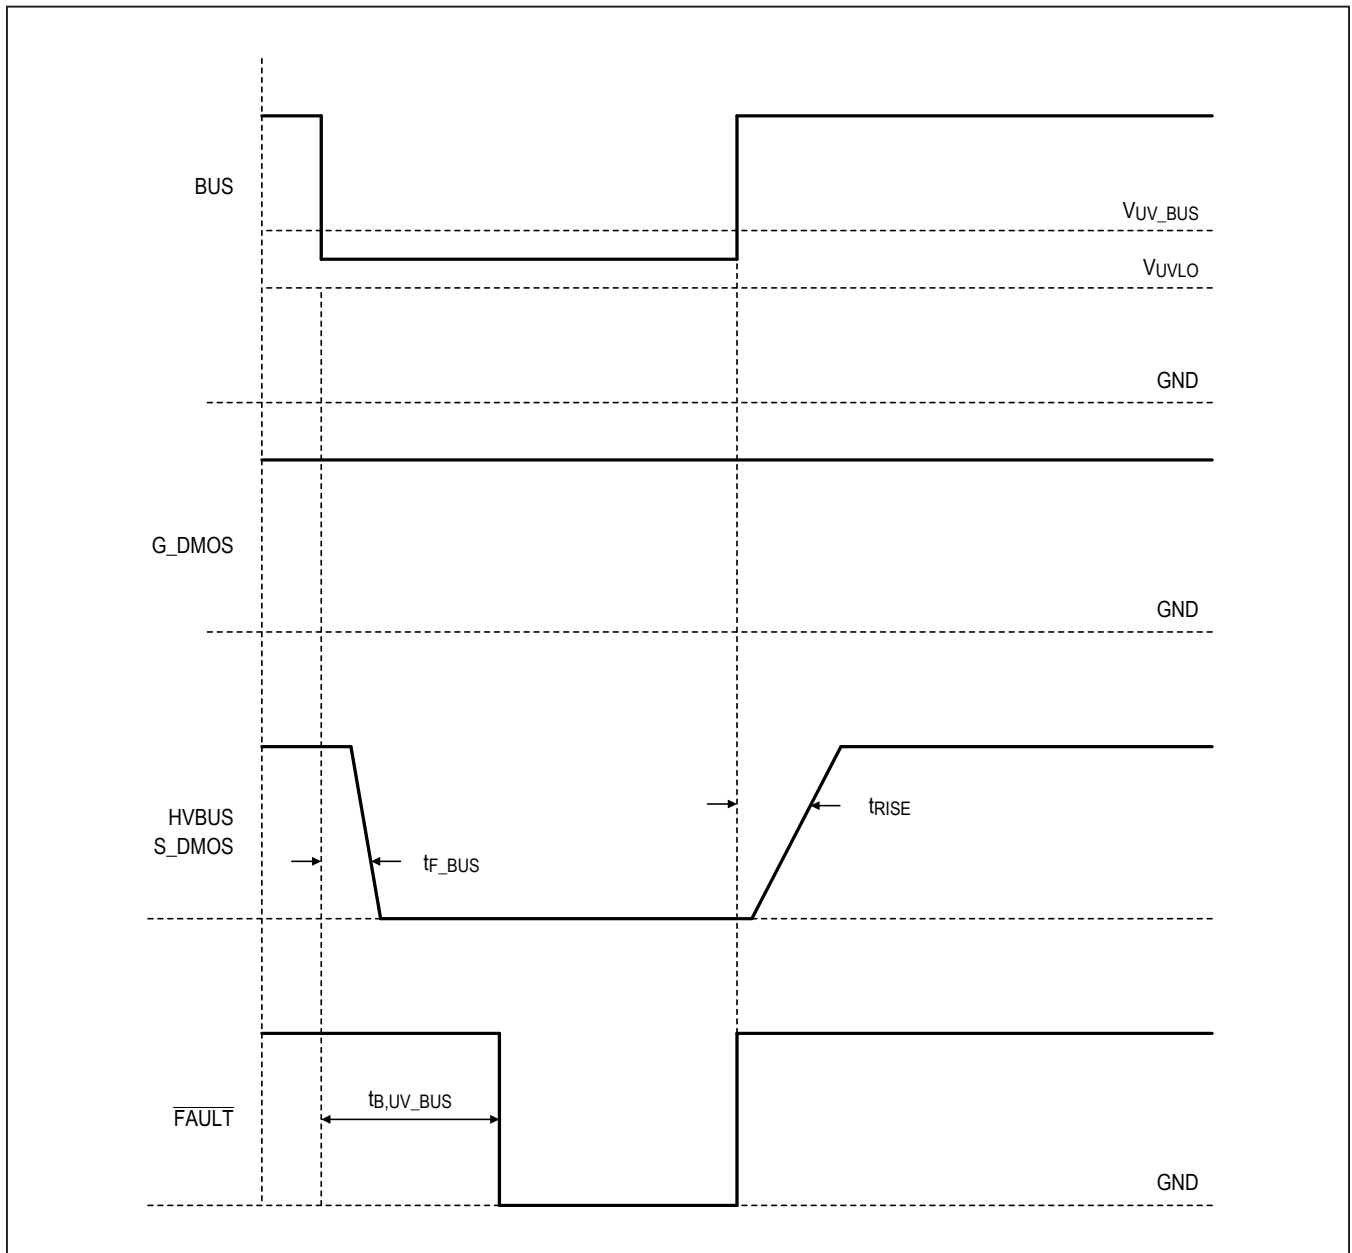 BUS
VUV_BUS
VUVLO
GND
G_DMOS
GND
HVBUS
S_DMOS
tRISE
tF_BUS
tB,UV_BUS
FAULT
GND